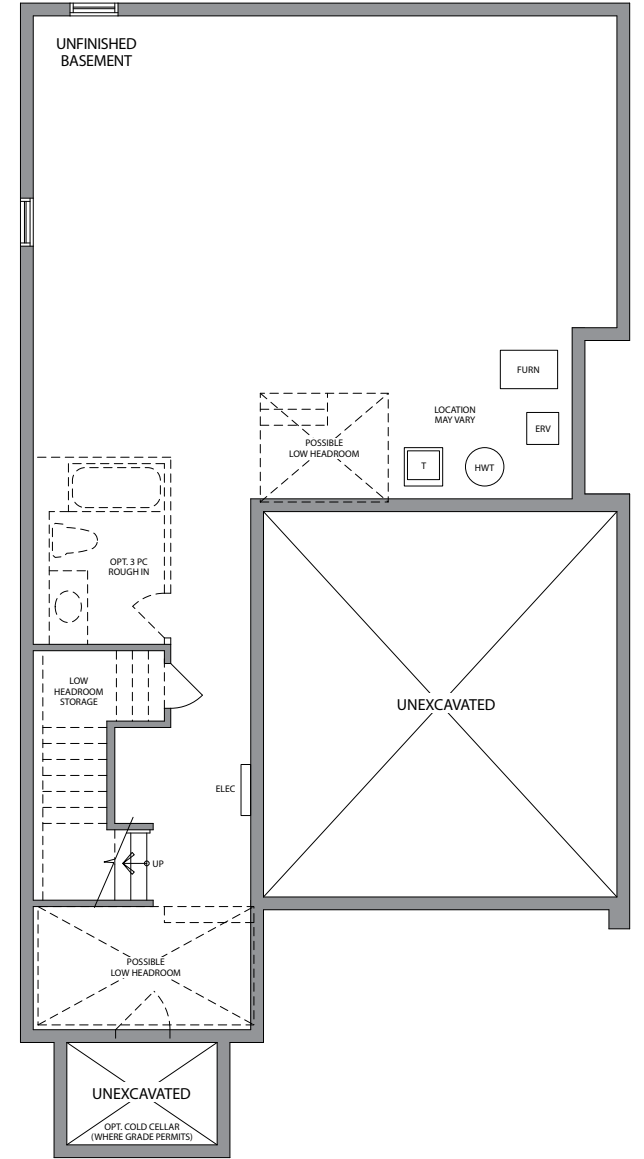 UNFINISHED
BASEMENT
FURN
LOCATION
MAY VARY
ERV
POSSIBLE
LOW HEADROOM
T
HWT
OPT. 3 PC
ROUGH IN
LOW
HEADROOM
STORAGE
UNEXCAVATED
ELEC
UP
POSSIBLE
LOW HEADROOM
UNEXCAVATED
OPT. COLD CELLAR
(WHERE GRADE PERMITS)